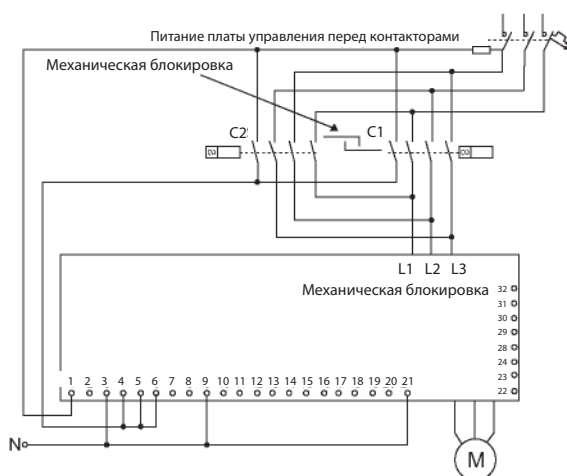 Питание платы управления перед контакторами
Механическая блокировка
C2
C1
L1 L2 L3
Механическая блокировка
32
31
30
29
28
24
23
22
1 2 3 4 5 6 7 8 9 10 11 12 13 14 15 16 17 18 19 20 21
N
M